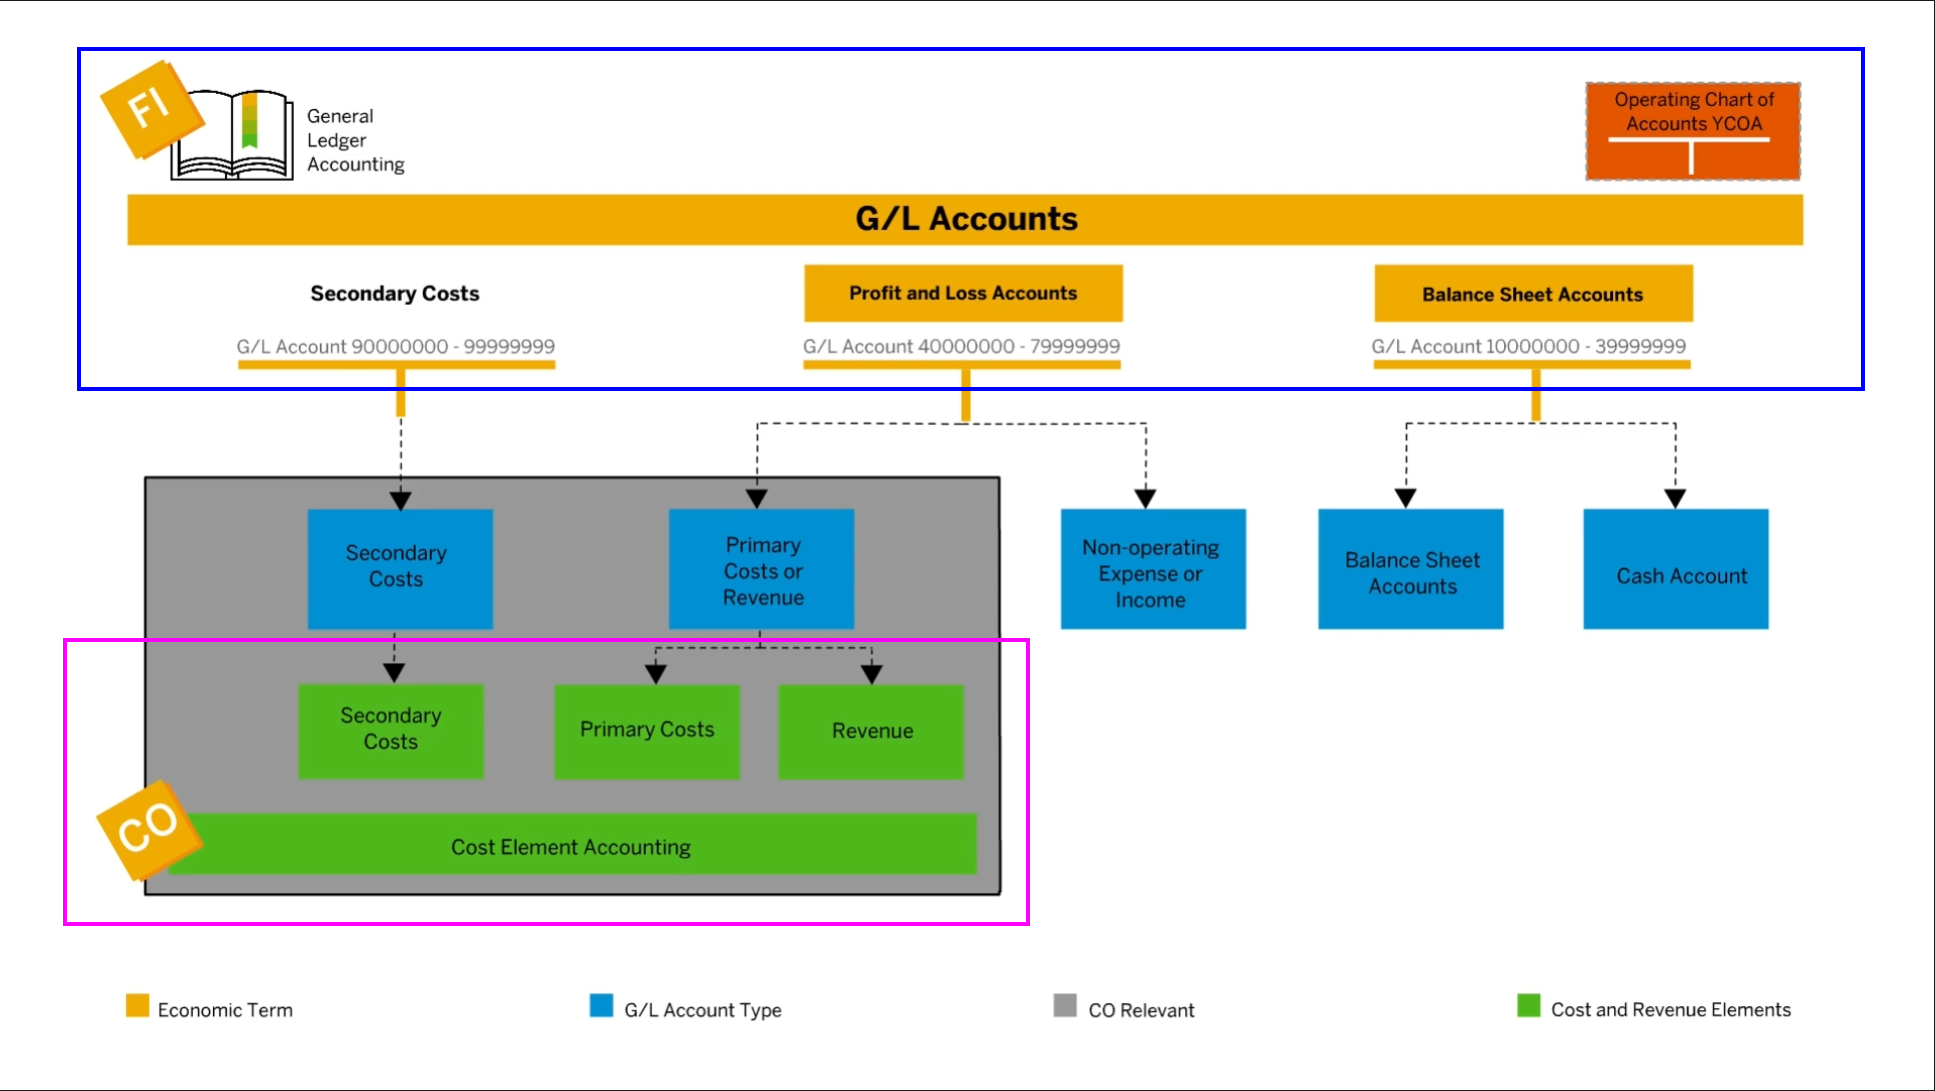 FI
General
Ledger
Accounting
Operating Chart of
Accounts YCOA
G/L Accounts
Secondary Costs
G/L Account 90000000 - 99999999
Profit and Loss Accounts
G/L Account 40000000 - 79999999
Balance Sheet Accounts
G/L Account 10000000 - 39999999
Secondary
Costs
Primary
Costs or
Revenue
Non-operating
Expense or
Income
Balance Sheet
Accounts
Cash Account
Secondary
Costs
Primary Costs
Revenue
CO
Cost Element Accounting
Economic Term
G/L Account Type
CO Relevant
Cost and Revenue Elements